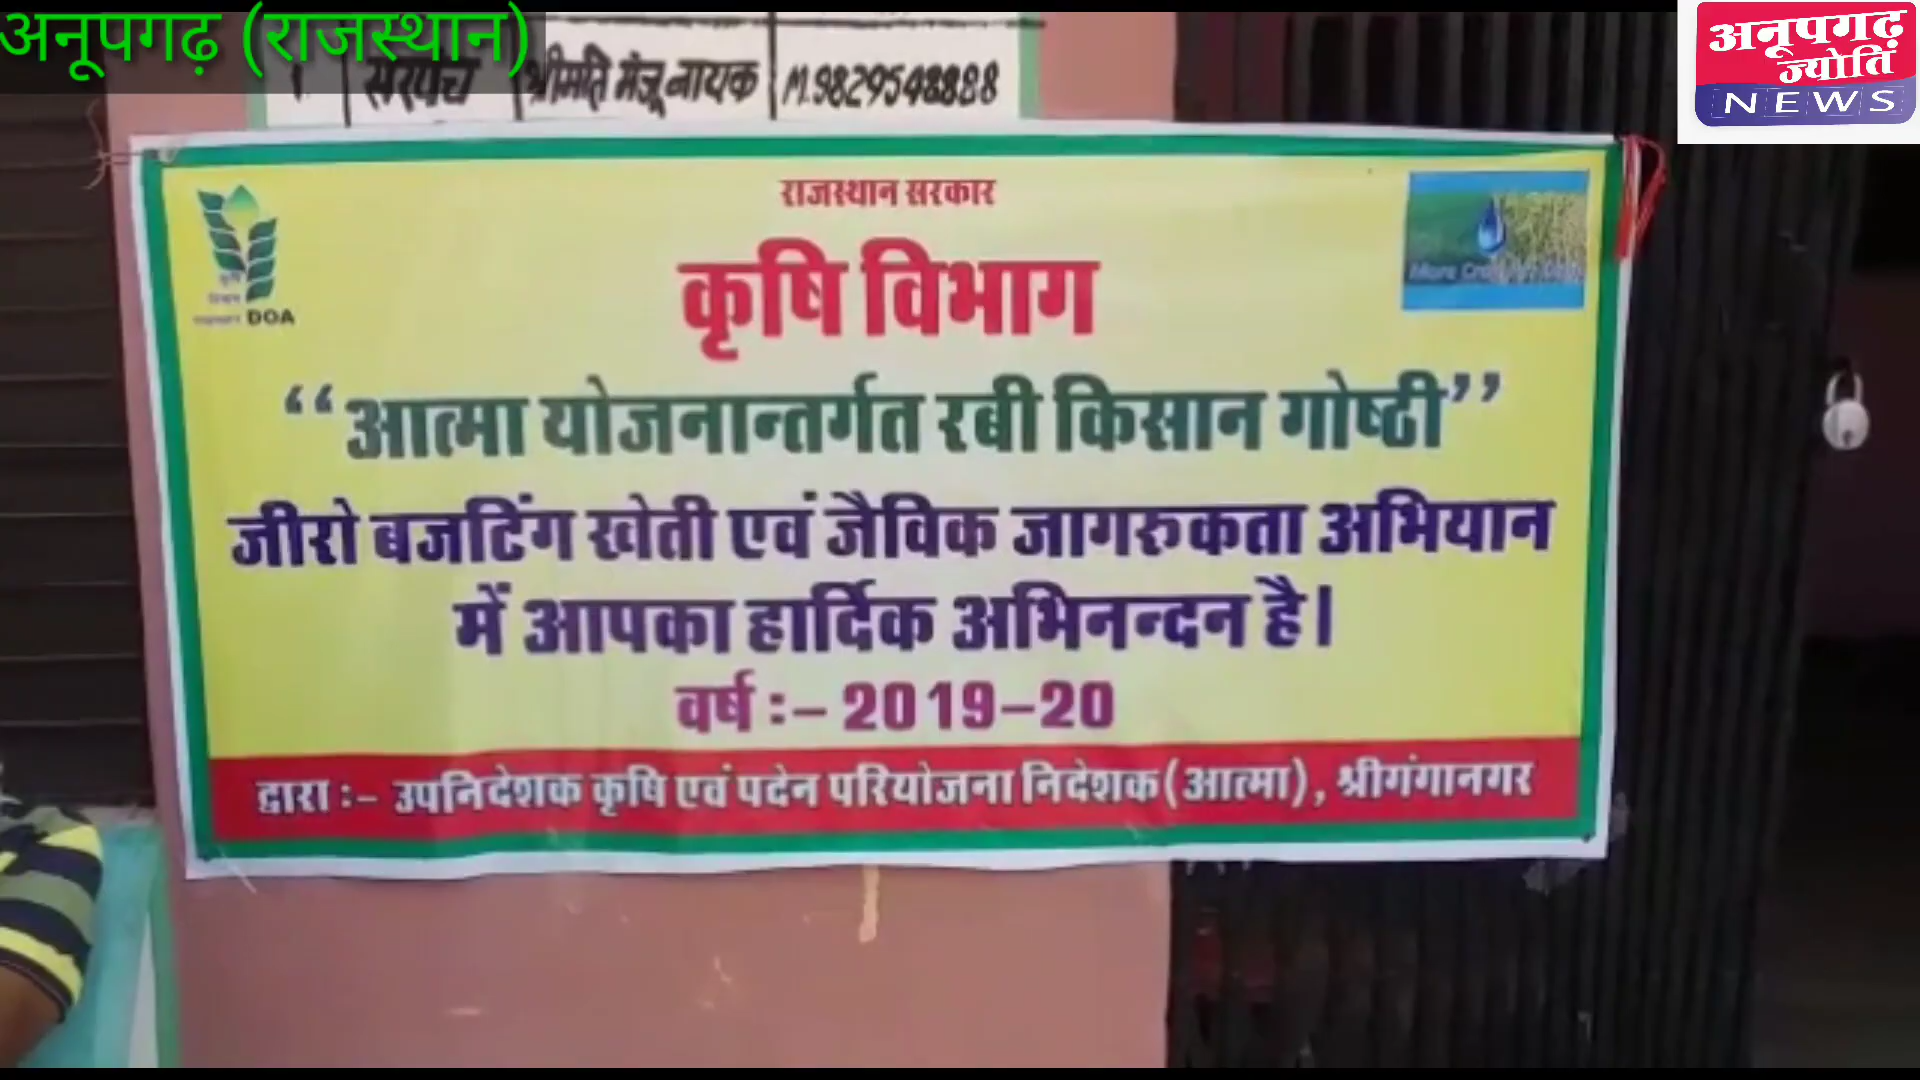 अनूपगढ़ (राजस्थान)
अनूपगढ़
ज्योति
NEWS
सरपंच श्रीमति मंजू नायक M.9829548888
राजस्थान सरकार
कृषि विभाग
DOA
“आत्मा योजनान्तर्गत रबी किसान गोष्ठी”
जीरो बजटिंग खेती एवं जैविक जागरूकता अभियान
में आपका हार्दिक अभिनन्दन है।
वर्ष :– 2019–20
द्वारा :– उपनिदेशक कृषि एवं पदेन परियोजना निदेशक (आत्मा), श्रीगंगानगर